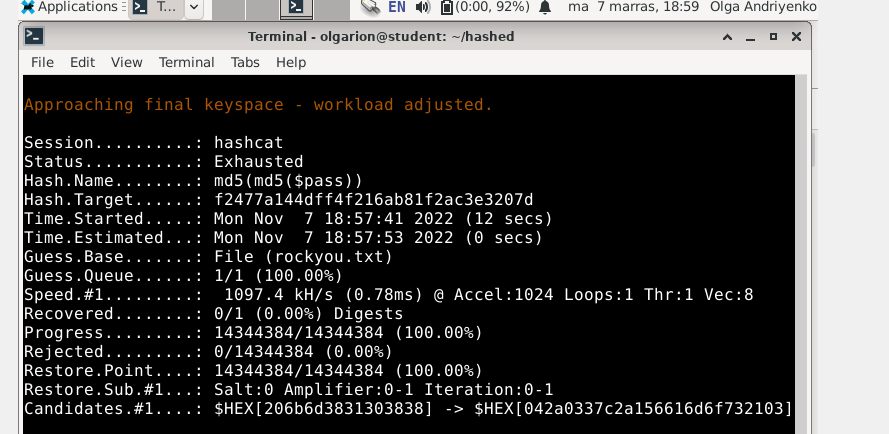 Applications T... EN (0:00, 92%) ma 7 marras, 18:59 Olga Andriyenko
Terminal - olgarion@student: ~/hashed
File Edit View Terminal Tabs Help
Approaching final keyspace - workload adjusted.
Session..........: hashcat
Status...........: Exhausted
Hash.Name........: md5(md5($pass))
Hash.Target......: f2477a144dff4f216ab81f2ac3e3207d
Time.Started.....: Mon Nov  7 18:57:41 2022 (12 secs)
Time.Estimated...: Mon Nov  7 18:57:53 2022 (0 secs)
Guess.Base.......: File (rockyou.txt)
Guess.Queue......: 1/1 (100.00%)
Speed.#1.........:  1097.4 kH/s (0.78ms) @ Accel:1024 Loops:1 Thr:1 Vec:8
Recovered........: 0/1 (0.00%) Digests
Progress.........: 14344384/14344384 (100.00%)
Rejected.........: 0/14344384 (0.00%)
Restore.Point....: 14344384/14344384 (100.00%)
Restore.Sub.#1...: Salt:0 Amplifier:0-1 Iteration:0-1
Candidates.#1....: $HEX[206b6d3831303838] -> $HEX[042a0337c2a156616d6f732103]